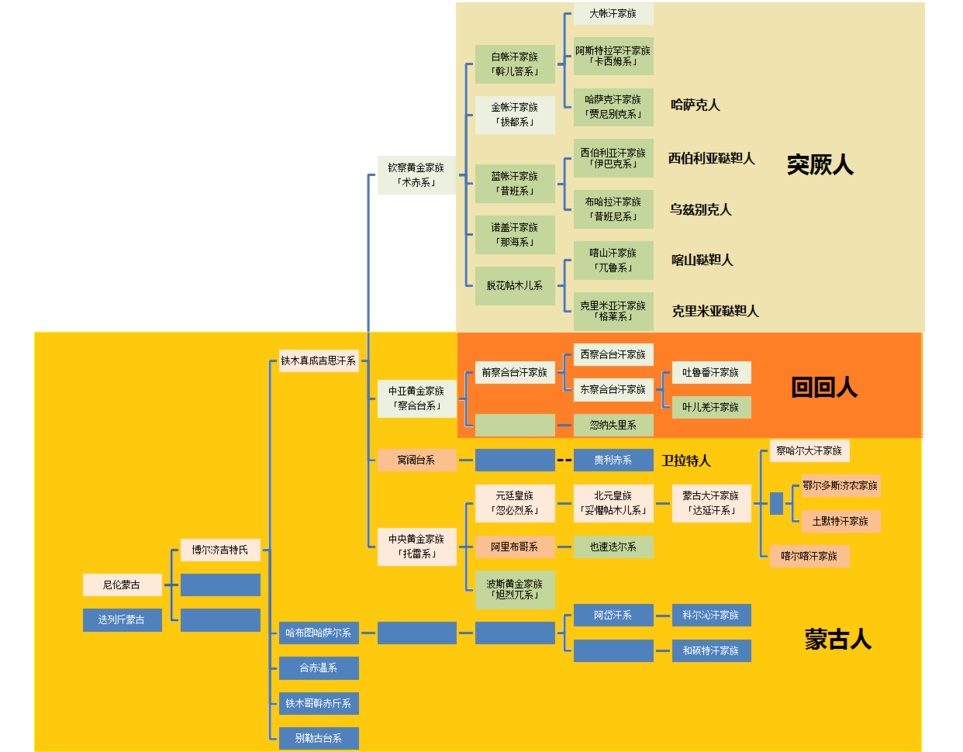 大帐汗家族
白帐汗家族
「斡儿答系」
阿斯特拉罕汗家族
「卡西姆系」
金帐汗家族
「拔都系」
哈萨克汗家族
「贾尼别克系」
哈萨克人
钦察黄金家族
「术赤系」
西伯利亚汗家族
「伊巴克系」
西伯利亚鞑靼人
突厥人
蓝帐汗家族
「昔班系」
布哈拉汗家族
「昔班尼系」
乌兹别克人
诺盖汗家族
「那海系」
喀山汗家族
「兀鲁系」
喀山鞑靼人
脱花帖木儿系
克里米亚汗家族
「格莱系」
克里米亚鞑靼人
铁木真成吉思汗系
西察合台汗家族
前察合台汗家族
吐鲁番汗家族
回回人
中亚黄金家族
「察合台系」
东察合台汗家族
叶儿羌汗家族
忽纳失里系
窝阔台系
贵利赤系
卫拉特人
察哈尔大汗家族
元廷皇族
「忽必烈系」
北元皇族
「妥懽帖木儿系」
蒙古大汗家族
「达延汗系」
鄂尔多斯济农家族
土默特汗家族
中央黄金家族
「托雷系」
阿里布哥系
也速迭尔系
喀尔喀汗家族
博尔济吉特氏
尼伦蒙古
波斯黄金家族
「旭烈兀系」
迭列斤蒙古
阿岱汗系
科尔沁汗家族
哈布图哈萨尔系
蒙古人
和硕特汗家族
合赤温系
铁木哥斡赤斤系
别勒古台系